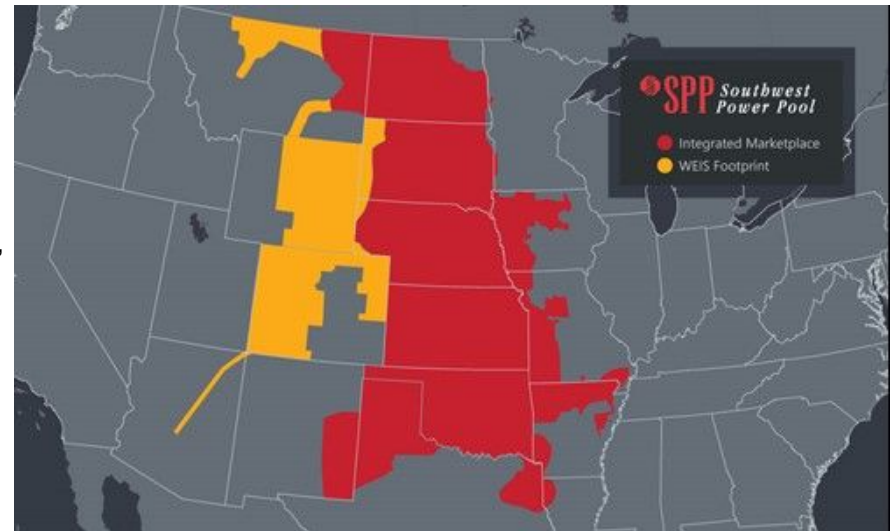 SPP Southwest
Power Pool
Integrated Marketplace
WEIS Footprint